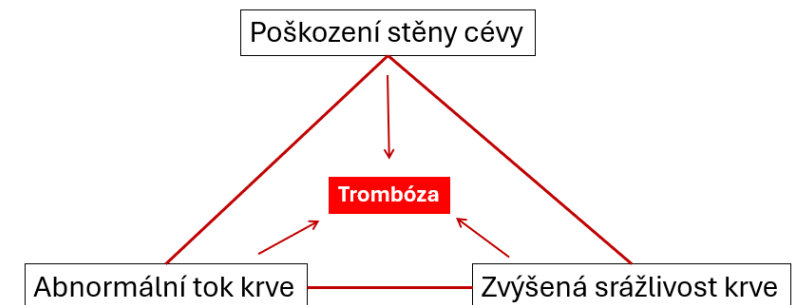 Poškození stěny cévy
Trombóza
Abnormální tok krve
Zvýšená srážlivost krve